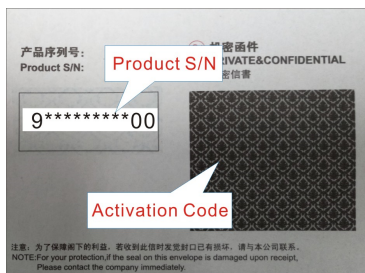 产品序列号:
Product S/N:
Product S/N
密函件
IVATE&CONFIDENTIAL
密信書
9*********00
Activation Code
注意: 为了保障阁下的利益, 若收到此信时发觉封口已有损坏, 请与本公司联系。
NOTE:For your protection,if the seal on this envelope is damaged upon receipt,
Please contact the company immediately.